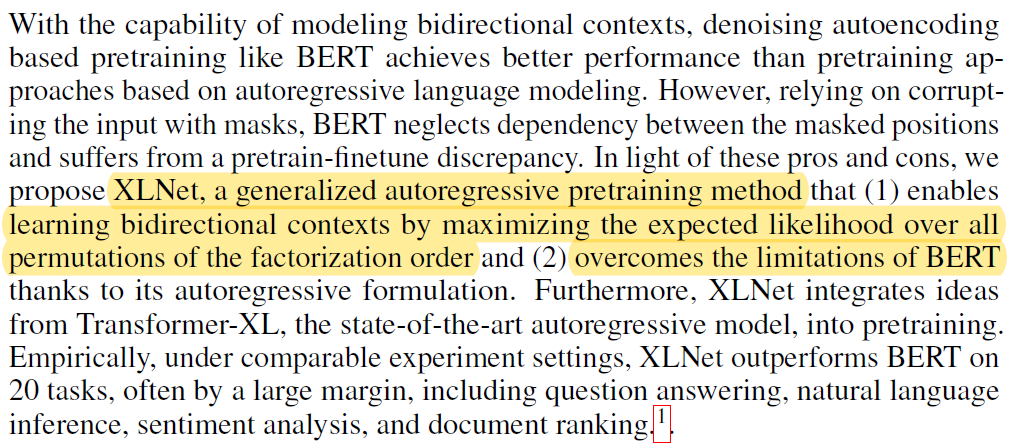 With the capability of modeling bidirectional contexts, denoising autoencoding
based pretraining like BERT achieves better performance than pretraining ap-
proaches based on autoregressive language modeling. However, relying on corrupt-
ing the input with masks, BERT neglects dependency between the masked positions
and suffers from a pretrain-finetune discrepancy. In light of these pros and cons, we
propose XLNet, a generalized autoregressive pretraining method that (1) enables
learning bidirectional contexts by maximizing the expected likelihood over all
permutations of the factorization order and (2) overcomes the limitations of BERT
thanks to its autoregressive formulation. Furthermore, XLNet integrates ideas
from Transformer-XL, the state-of-the-art autoregressive model, into pretraining.
Empirically, under comparable experiment settings, XLNet outperforms BERT on
20 tasks, often by a large margin, including question answering, natural language
inference, sentiment analysis, and document ranking.1.